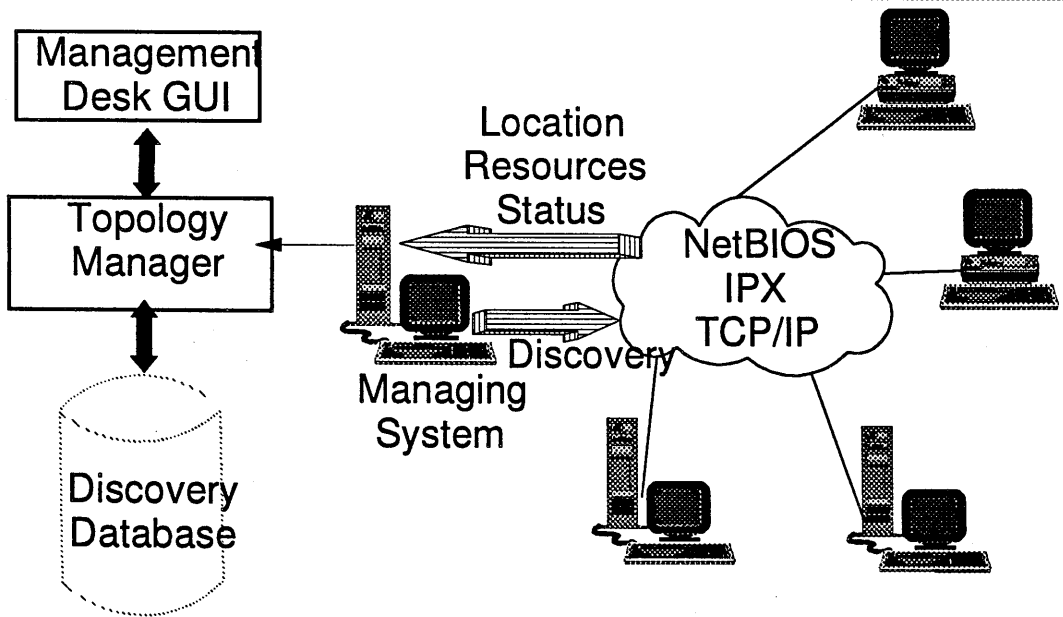 Management
Desk GUI
Location
Resources
Status
Topology
Manager
NetBIOS
IPX
TCP/IP
Discovery
Managing
System
Discovery
Database